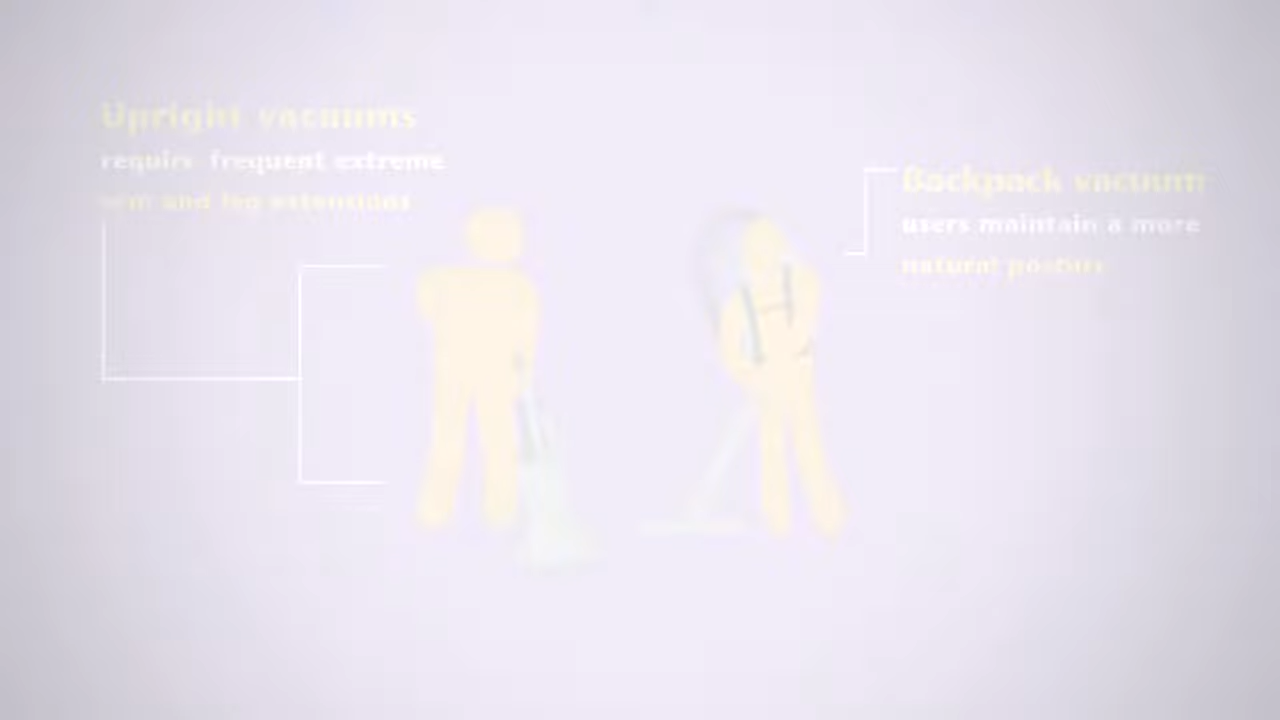 Upright vacuums
require frequent extreme
arm and leg extensions
Backpack vacuum
users maintain a more
natural posture